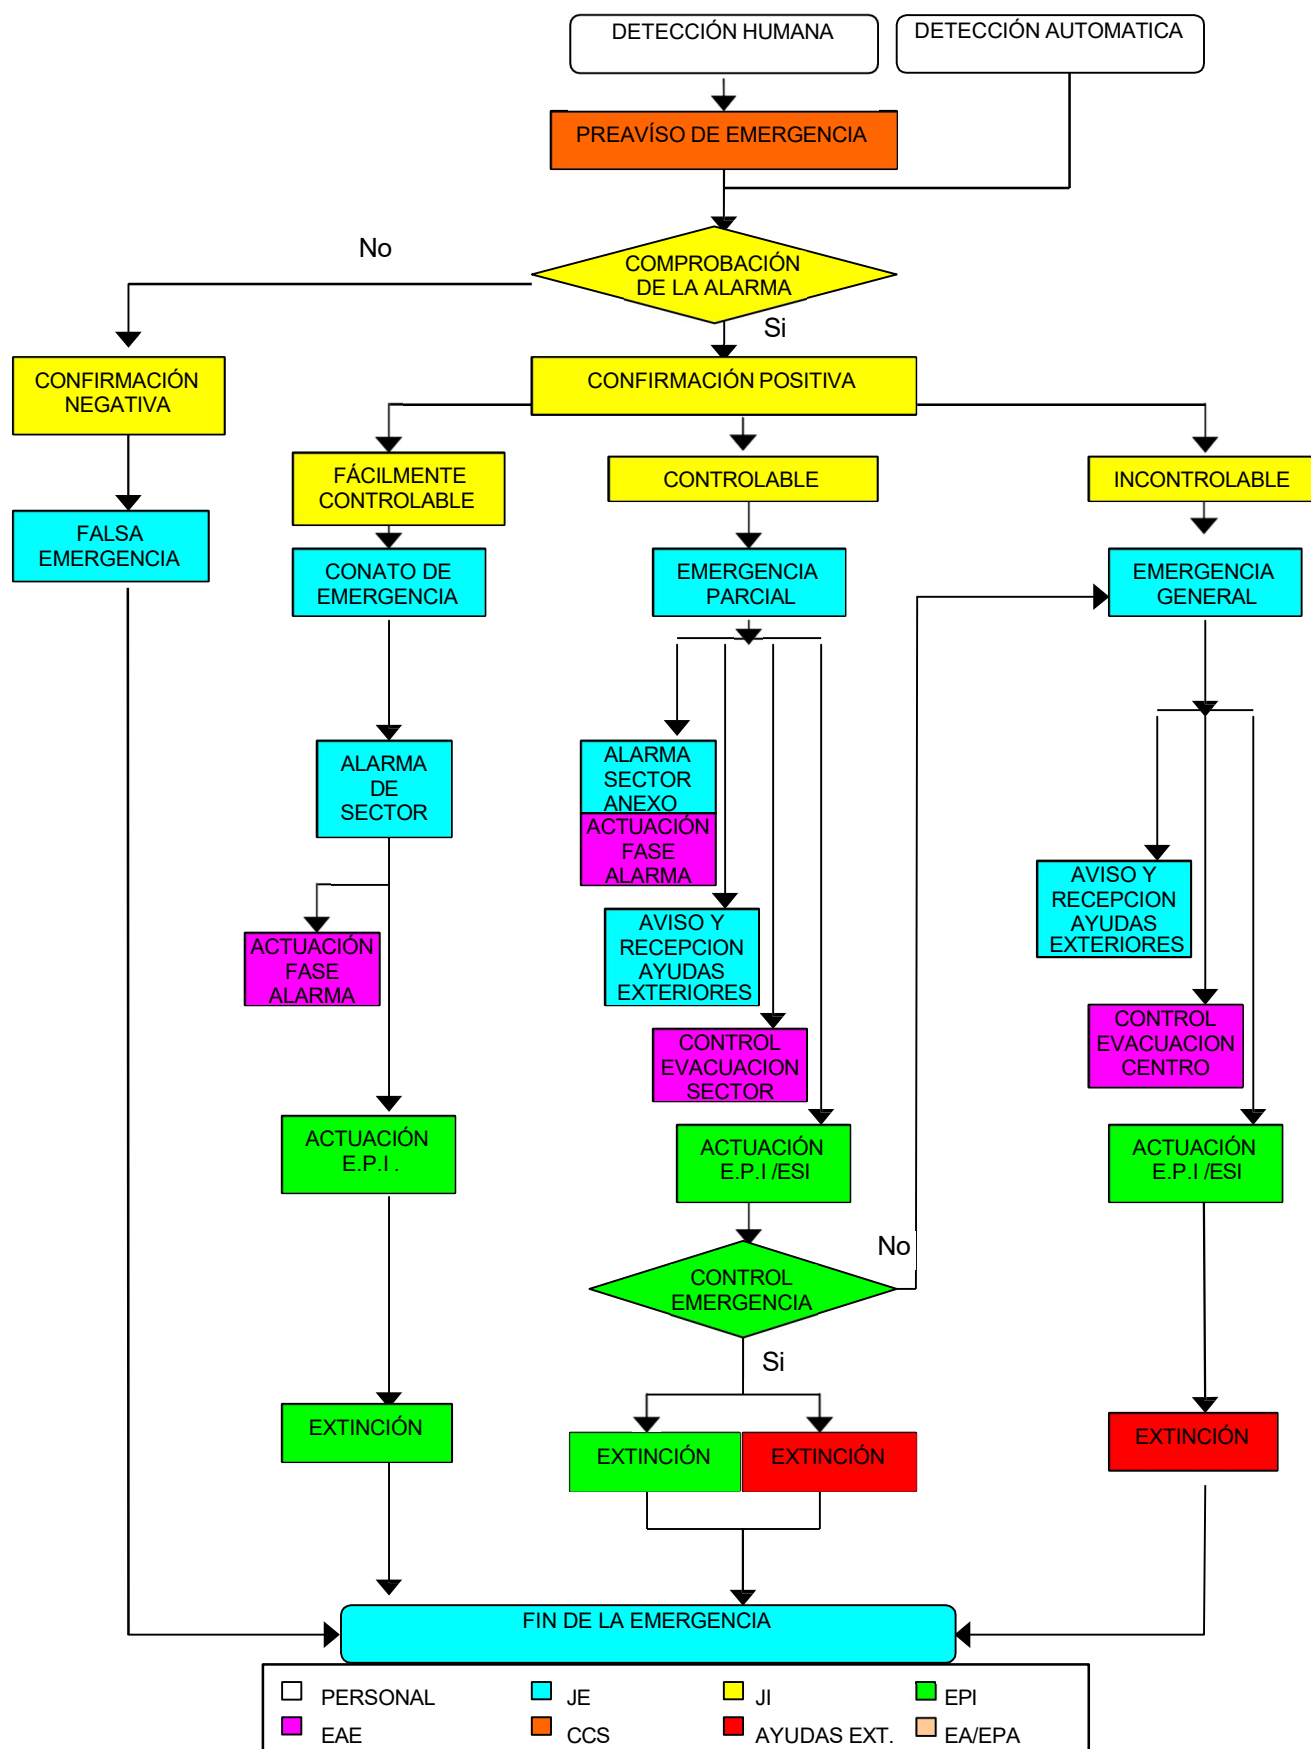 DETECCIÓN HUMANA
DETECCIÓN AUTOMATICA
PREAVÍSO DE EMERGENCIA
No
COMPROBACIÓN
DE LA ALARMA
Si
CONFIRMACIÓN
NEGATIVA
CONFIRMACIÓN POSITIVA
FÁCILMENTE
CONTROLABLE
CONTROLABLE
INCONTROLABLE
FALSA
EMERGENCIA
CONATO DE
EMERGENCIA
EMERGENCIA
PARCIAL
EMERGENCIA
GENERAL
ALARMA
DE
SECTOR
ALARMA
SECTOR
ANEXO
ACTUACIÓN
FASE
ALARMA
AVISO Y
RECEPCION
AYUDAS
EXTERIORES
ACTUACIÓN
FASE
ALARMA
AVISO Y
RECEPCION
AYUDAS
EXTERIORES
CONTROL
EVACUACION
SECTOR
CONTROL
EVACUACION
CENTRO
ACTUACIÓN
E.P.I .
ACTUACIÓN
E.P.I /ESI
ACTUACIÓN
E.P.I /ESI
No
CONTROL
EMERGENCIA
Si
EXTINCIÓN
EXTINCIÓN
EXTINCIÓN
EXTINCIÓN
FIN DE LA EMERGENCIA
PERSONAL
JE
JI
EPI
EAE
CCS
AYUDAS EXT.
EA/EPA